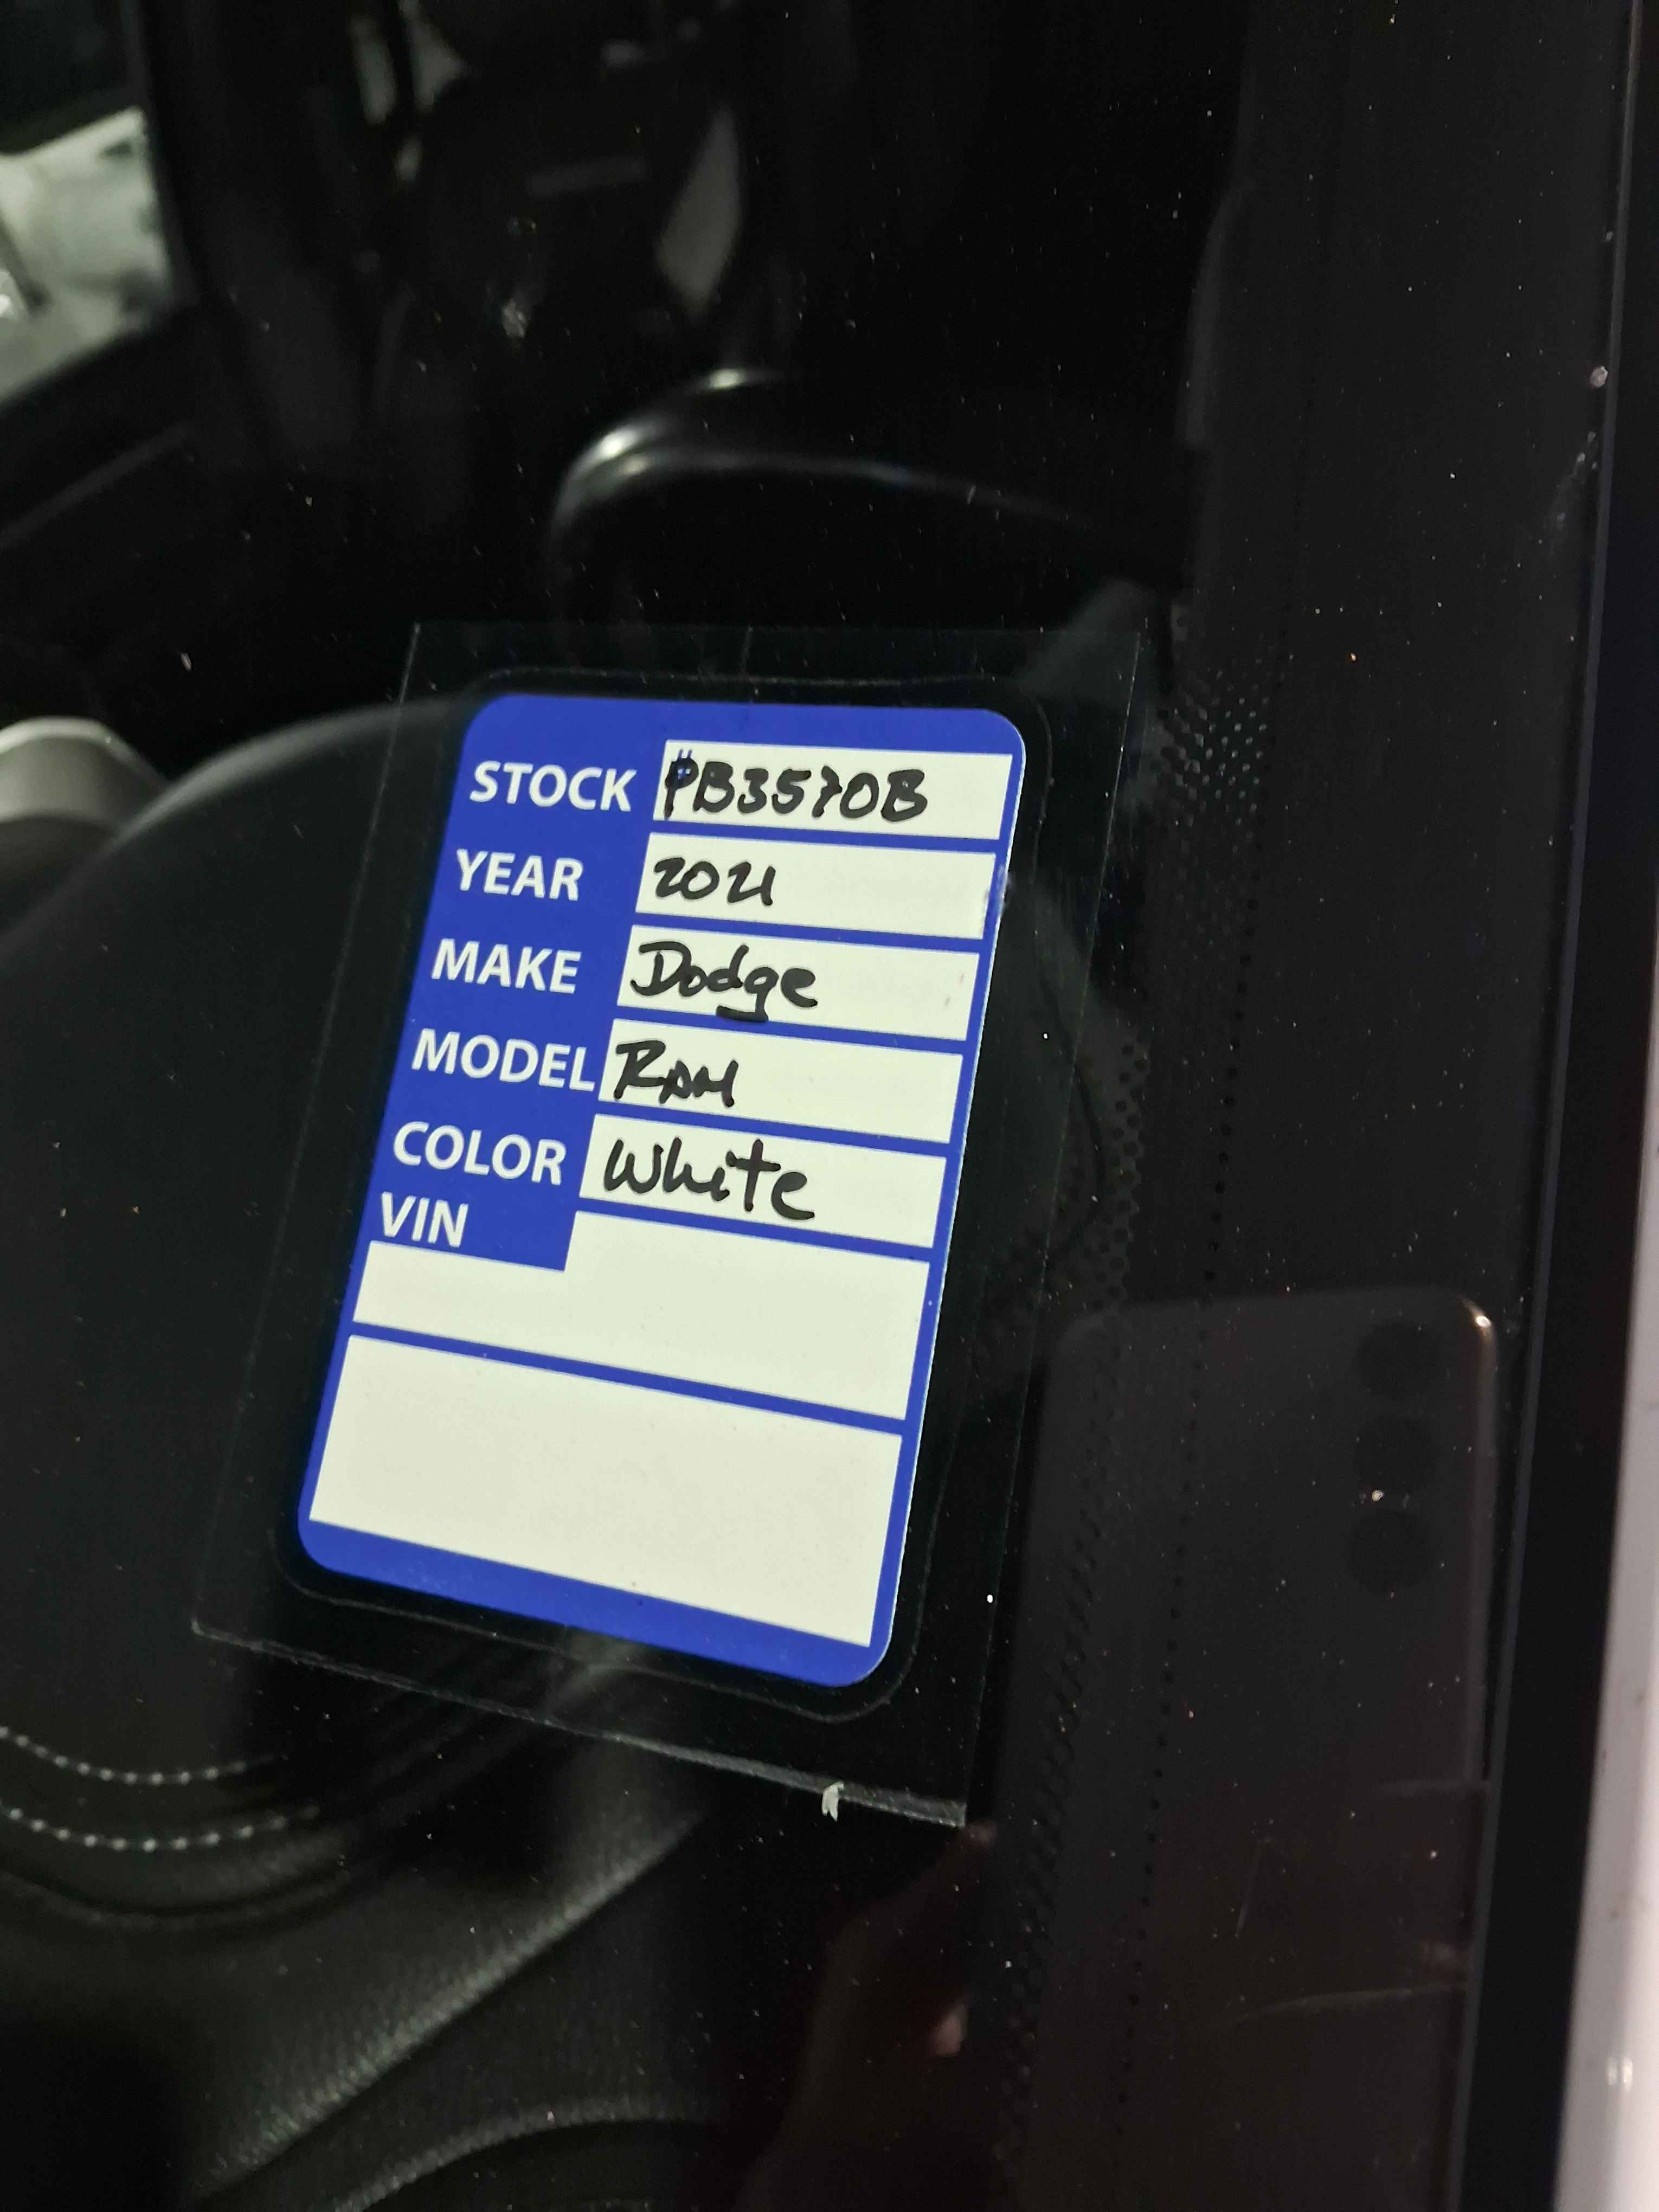 STOCK PB3570B
YEAR 2021
MAKE Dodge
MODEL RAM
COLOR White
VIN